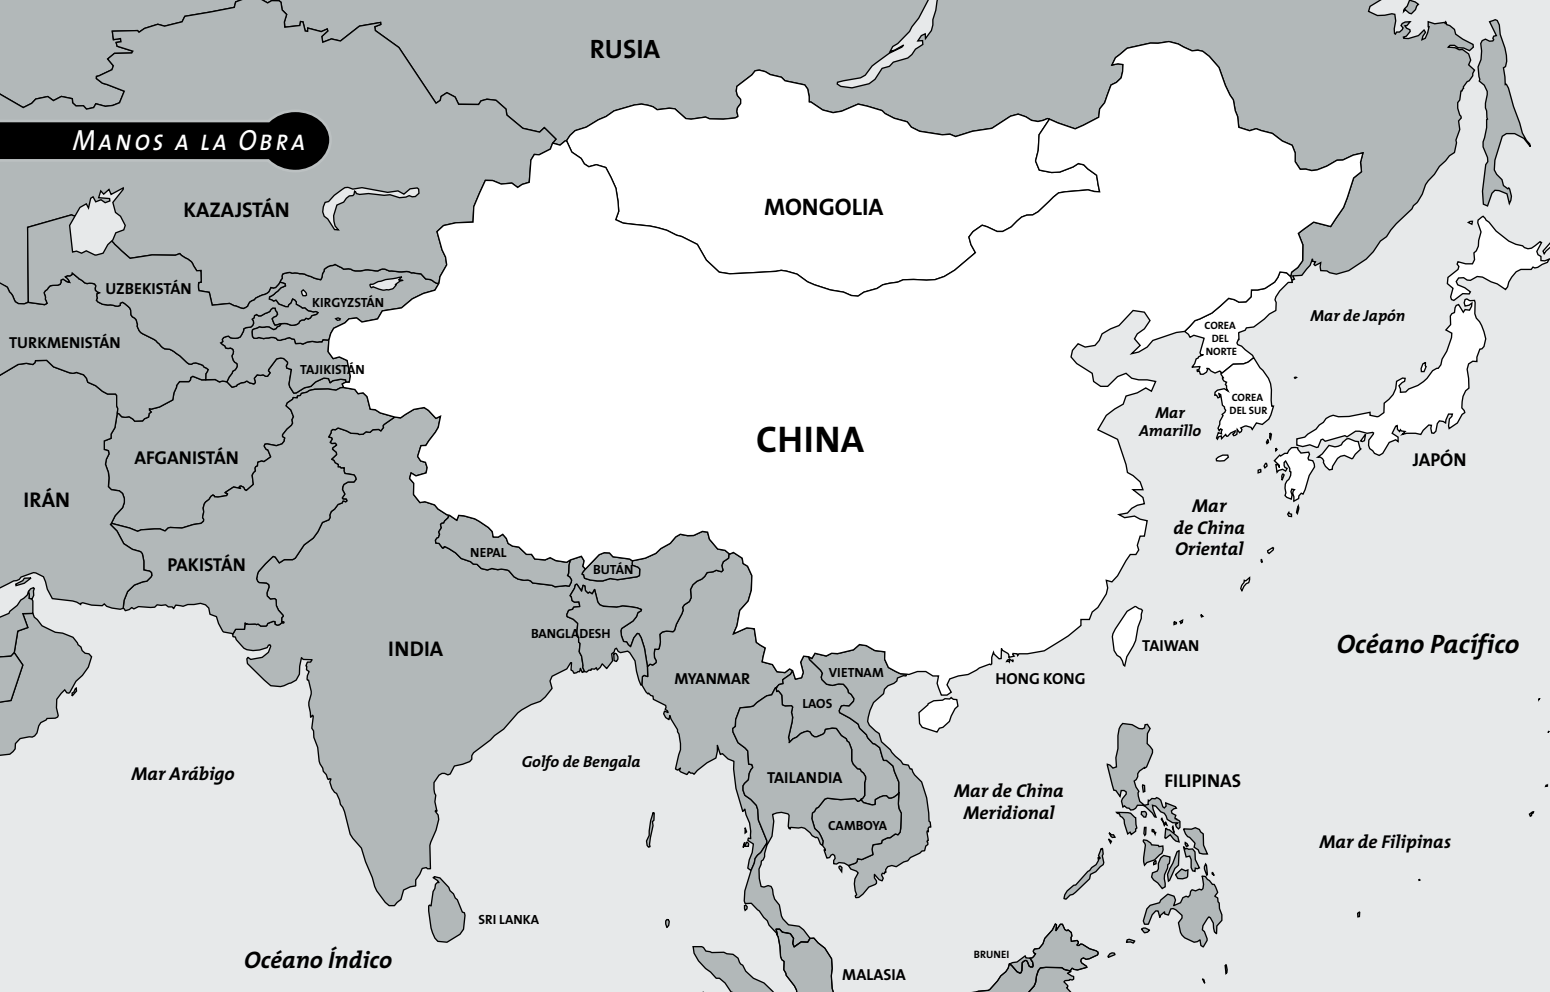 RUSIA
MANOS A LA OBRA
KAZAJSTÁN
MONGOLIA
UZBEKISTÁN
KIRGYZSTÁN
Mar de Japón
COREA
DEL
NORTE
TURKMENISTÁN
TAJIKISTÁN
COREA
DEL SUR
Mar
Amarillo
CHINA
AFGANISTÁN
JAPÓN
IRÁN
Mar
de China
Oriental
NEPAL
PAKISTÁN
BUTÁN
BANGLADESH
INDIA
TAIWAN
Océano Pacífico
MYANMAR
VIETNAM
HONG KONG
LAOS
Golfo de Bengala
Mar Arábigo
TAILANDIA
FILIPINAS
Mar de China
Meridional
CAMBOYA
Mar de Filipinas
SRI LANKA
Océano Índico
BRUNEI
MALASIA